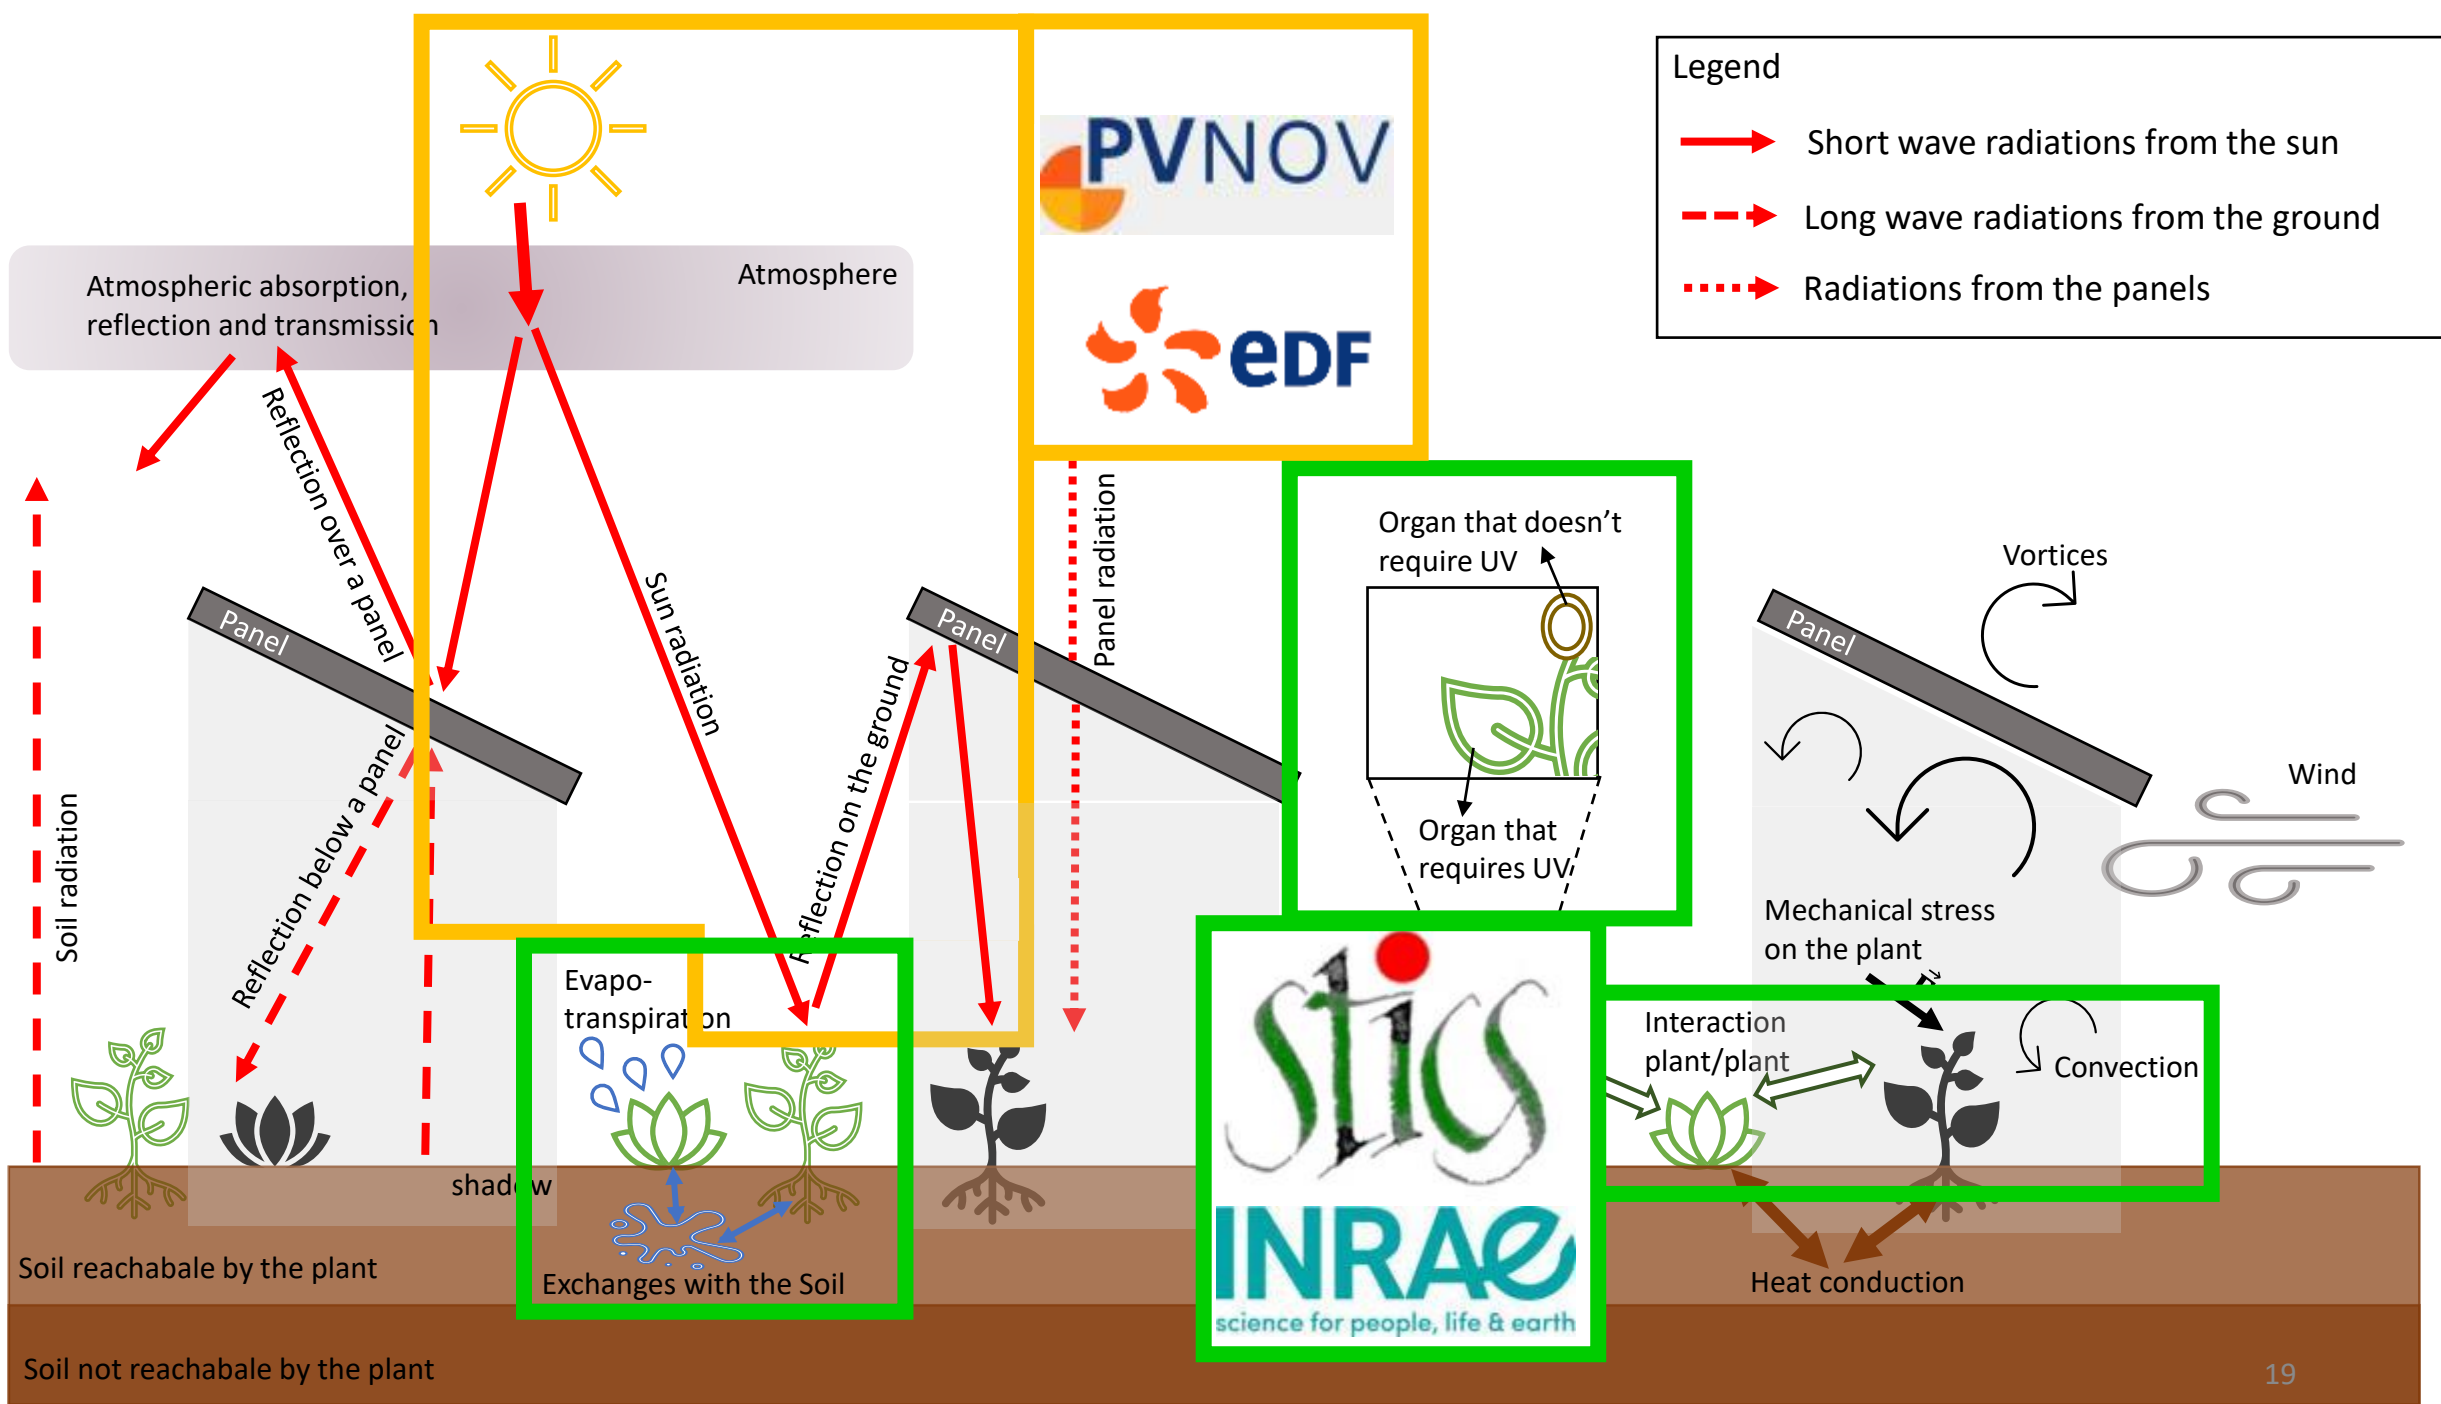 Legend
Short wave radiations from the sun
Long wave radiations from the ground
Radiations from the panels
PVNOV
eDF
Atmospheric absorption,
reflection and transmission
Atmosphere
Reflection over a panel
Sun radiation
Panel radiation
Soil radiation
Panel
Panel
Panel
Reflection below a panel
Reflection on the ground
Organ that doesn't
require UV
Organ that
requires UV
Vortices
Wind
Mechanical stress
on the plant
Evapo-
transpiration
Interaction
plant/plant
Convection
shadow
Exchanges with the Soil
Heat conduction
Soil reachabale by the plant
Soil not reachabale by the plant
stics
INRAE
science for people, life & earth
19